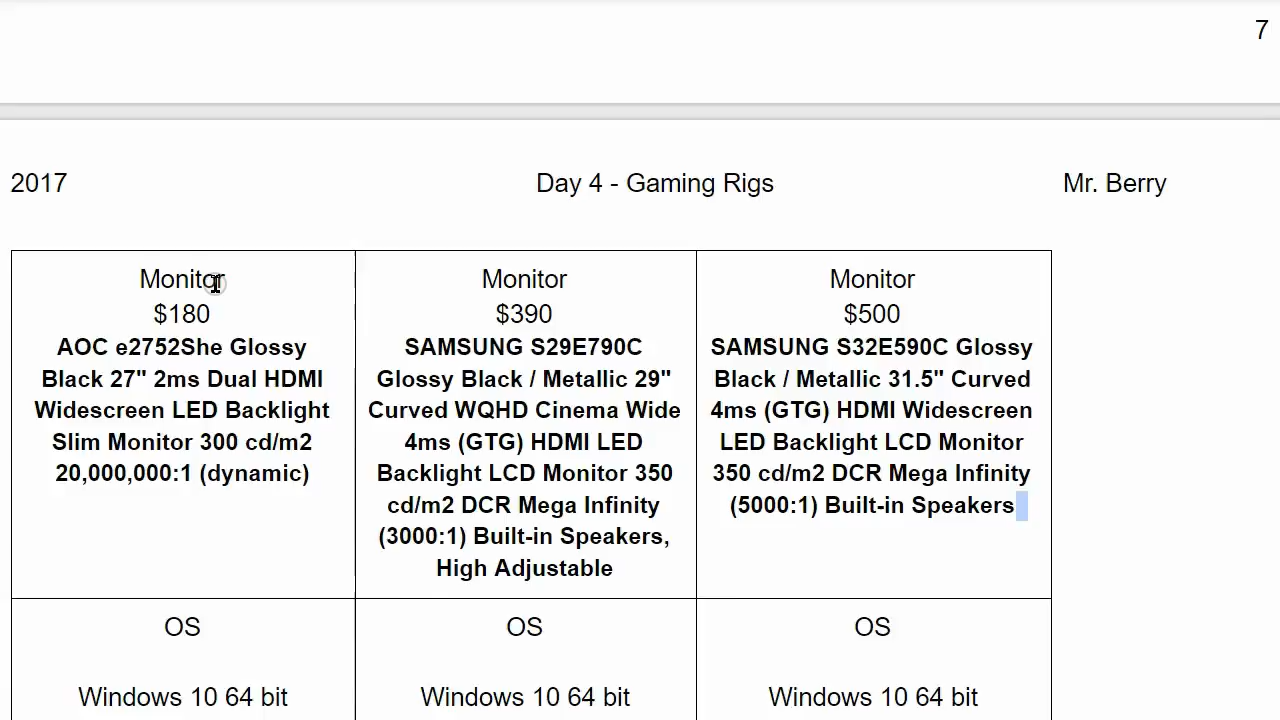 7
2017 Day 4 - Gaming Rigs Mr. Berry
Monitor
$180
AOC e2752She Glossy
Black 27" 2ms Dual HDMI
Widescreen LED Backlight
Slim Monitor 300 cd/m2
20,000,000:1 (dynamic)
Monitor
$390
SAMSUNG S29E790C
Glossy Black / Metallic 29"
Curved WQHD Cinema Wide
4ms (GTG) HDMI LED
Backlight LCD Monitor 350
cd/m2 DCR Mega Infinity
(3000:1) Built-in Speakers,
High Adjustable
Monitor
$500
SAMSUNG S32E590C Glossy
Black / Metallic 31.5" Curved
4ms (GTG) HDMI Widescreen
LED Backlight LCD Monitor
350 cd/m2 DCR Mega Infinity
(5000:1) Built-in Speakers
OS
Windows 10 64 bit
OS
Windows 10 64 bit
OS
Windows 10 64 bit